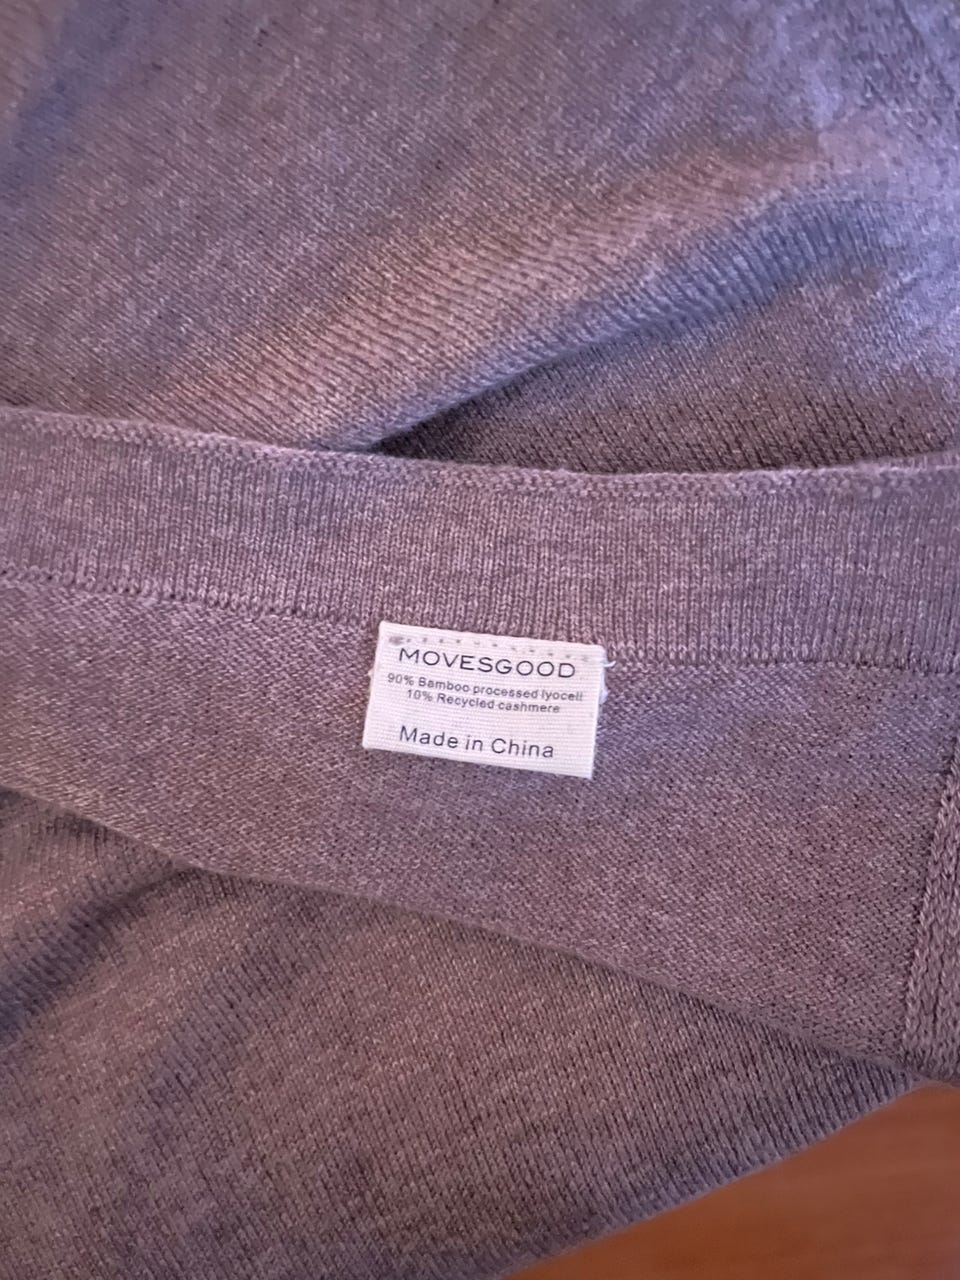 MOVESGOOD
90% Bamboo processed lyocell
10% Recycled cashmere
Made in China